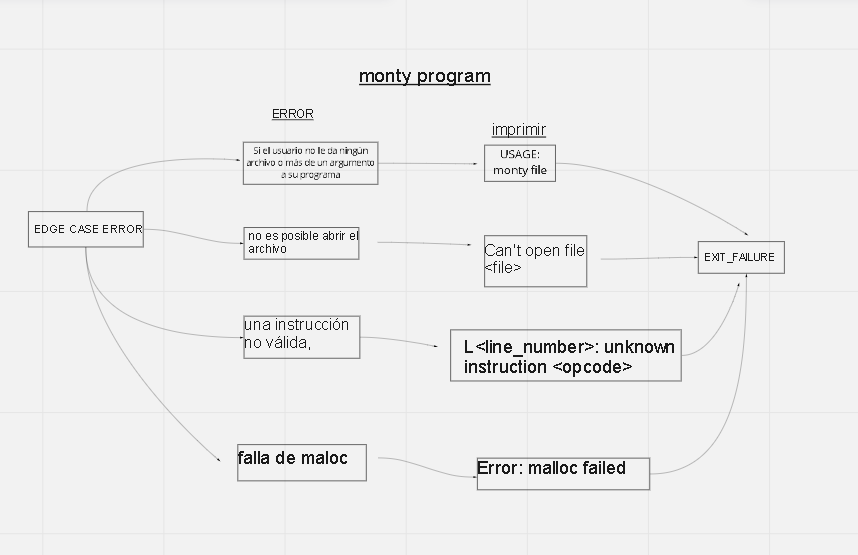 monty program
ERROR
imprimir
Si el usuario no le da ningún
archivo o más de un argumento
a su programa
USAGE:
monty file
EDGE CASE ERROR
no es posible abrir el
archivo
Can't open file
<file>
EXIT_FAILURE
una instrucción
no válida,
L<line_number>: unknown
instruction <opcode>
falla de maloc
Error: malloc failed